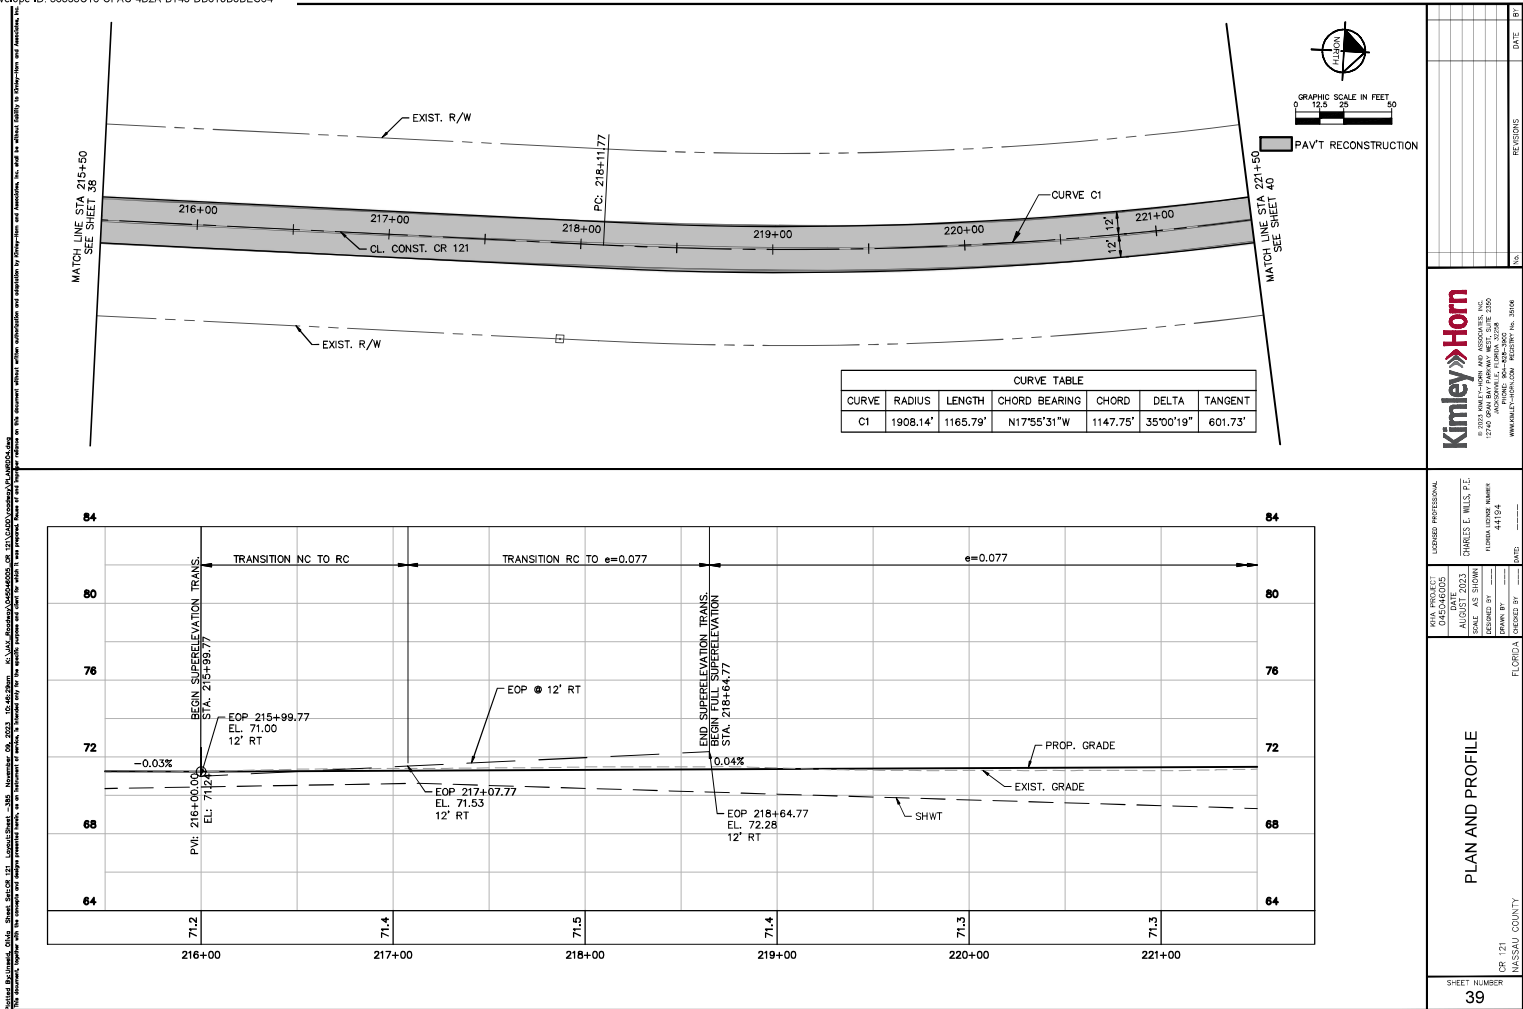 EXIST. R/W
MATCH LINE STA 215+50
SEE SHEET 38
216+00
217+00
218+00
219+00
220+00
221+00
PC: 218+11.77
CL. CONST. CR 121
CURVE C1
12' 12'
EXIST. R/W
MATCH LINE STA 221+50
SEE SHEET 40
NORTH
GRAPHIC SCALE IN FEET
0 12.5 25 50
PAV'T RECONSTRUCTION
CURVE TABLE
CURVE RADIUS LENGTH CHORD BEARING CHORD DELTA TANGENT
C1 1908.14' 1165.79' N17°55'31"W 1147.75' 35°00'19" 601.73'
84 84
80 80
76 76
72 72
68 68
64 64
TRANSITION NC TO RC
TRANSITION RC TO e=0.077
e=0.077
BEGIN SUPERELEVATION TRANS.
STA. 215+99.77
END SUPERELEVATION TRANS.
BEGIN FULL SUPERELEVATION
STA. 218+64.77
EOP 215+99.77
EL. 71.00
12' RT
EOP @ 12' RT
-0.03%
0.04%
PVI: 216+00.00
EL: 71.24
EOP 217+07.77
EL. 71.53
12' RT
EOP 218+64.77
EL. 72.28
12' RT
PROP. GRADE
EXIST. GRADE
SHWT
71.2 71.4 71.5 71.4 71.3 71.3
216+00 217+00 218+00 219+00 220+00 221+00
No. REVISIONS DATE BY
Kimley»Horn
© 2023 KIMLEY-HORN AND ASSOCIATES, INC.
12740 GRAN BAY PARKWAY WEST, SUITE 2350
JACKSONVILLE, FLORIDA 32258
PHONE: 904-828-3900
WWW.KIMLEY-HORN.COM REGISTRY No. 35106
LICENSED PROFESSIONAL
CHARLES E. MILLS, P.E.
FLORIDA LICENSE NUMBER
44194
DATE:
KHA PROJECT
045046005
DATE
AUGUST 2023
SCALE AS SHOWN
DESIGNED BY
DRAWN BY
CHECKED BY
PLAN AND PROFILE
CR 121
NASSAU COUNTY FLORIDA
SHEET NUMBER
39